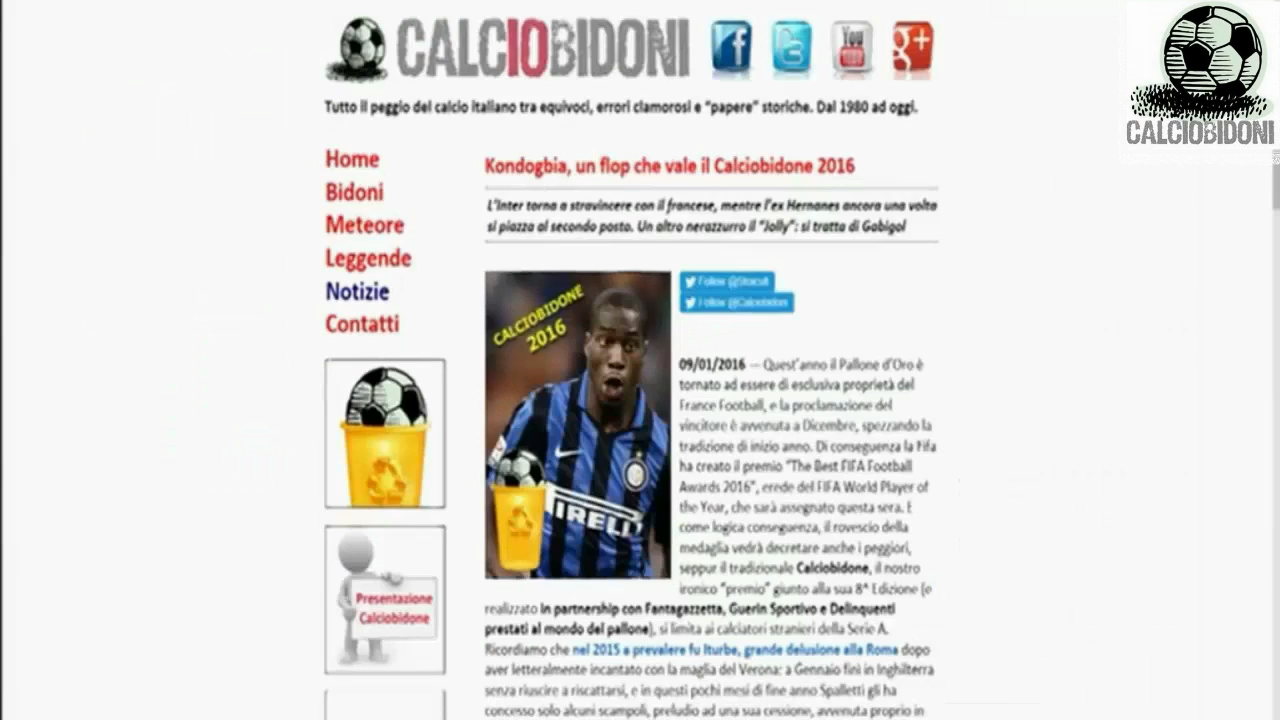 CALCIOBIDONI
You
g+
CALCIOBIDONI
Tutto il peggio del calcio italiano tra equivoci, errori clamorosi e “papere” storiche. Dal 1980 ad oggi.
Home
Bidoni
Meteore
Leggende
Notizie
Contatti
Presentazione
Calciobidone
Kondogbia, un flop che vale il Calciobidone 2016
L'Inter torna a stravincere con il francese, mentre l'ex Hernanes ancora una volta
si piazza al secondo posto. Un altro nerazzurro il “Jolly”: si tratta di Gabigol
CALCIOBIDONE
2016
PIRELLI
Follow
Follow @Calciobidoni
09/01/2016 — Quest'anno il Pallone d'Oro è
tornato ad essere di esclusiva proprietà del
France Football, e la proclamazione del
vincitore è avvenuta a Dicembre, spezzando la
tradizione di inizio anno. Di conseguenza la Fifa
ha creato il premio “The Best FIFA Football
Awards 2016”, erede del FIFA World Player of
the Year, che sarà assegnato questa sera. E
come logica conseguenza, il rovescio della
medaglia vedrà decretare anche i peggiori,
seppur il tradizionale Calciobidone, il nostro
ironico “premio” giunto alla sua 8^ Edizione (e
realizzato in partnership con Fantagazzetta, Guerin Sportivo e Delinquenti
prestati al mondo del pallone), si limita ai calciatori stranieri della Serie A.
Ricordiamo che nel 2015 a prevalere fu Iturbe, grande delusione alla Roma dopo
aver letteralmente incantato con la maglia del Verona: a Gennaio finì in Inghilterra
senza riuscire a riscattarsi, e in questi pochi mesi di fine anno Spalletti gli ha
concesso solo alcuni scampoli, preludio ad una sua cessione, avvenuta proprio in